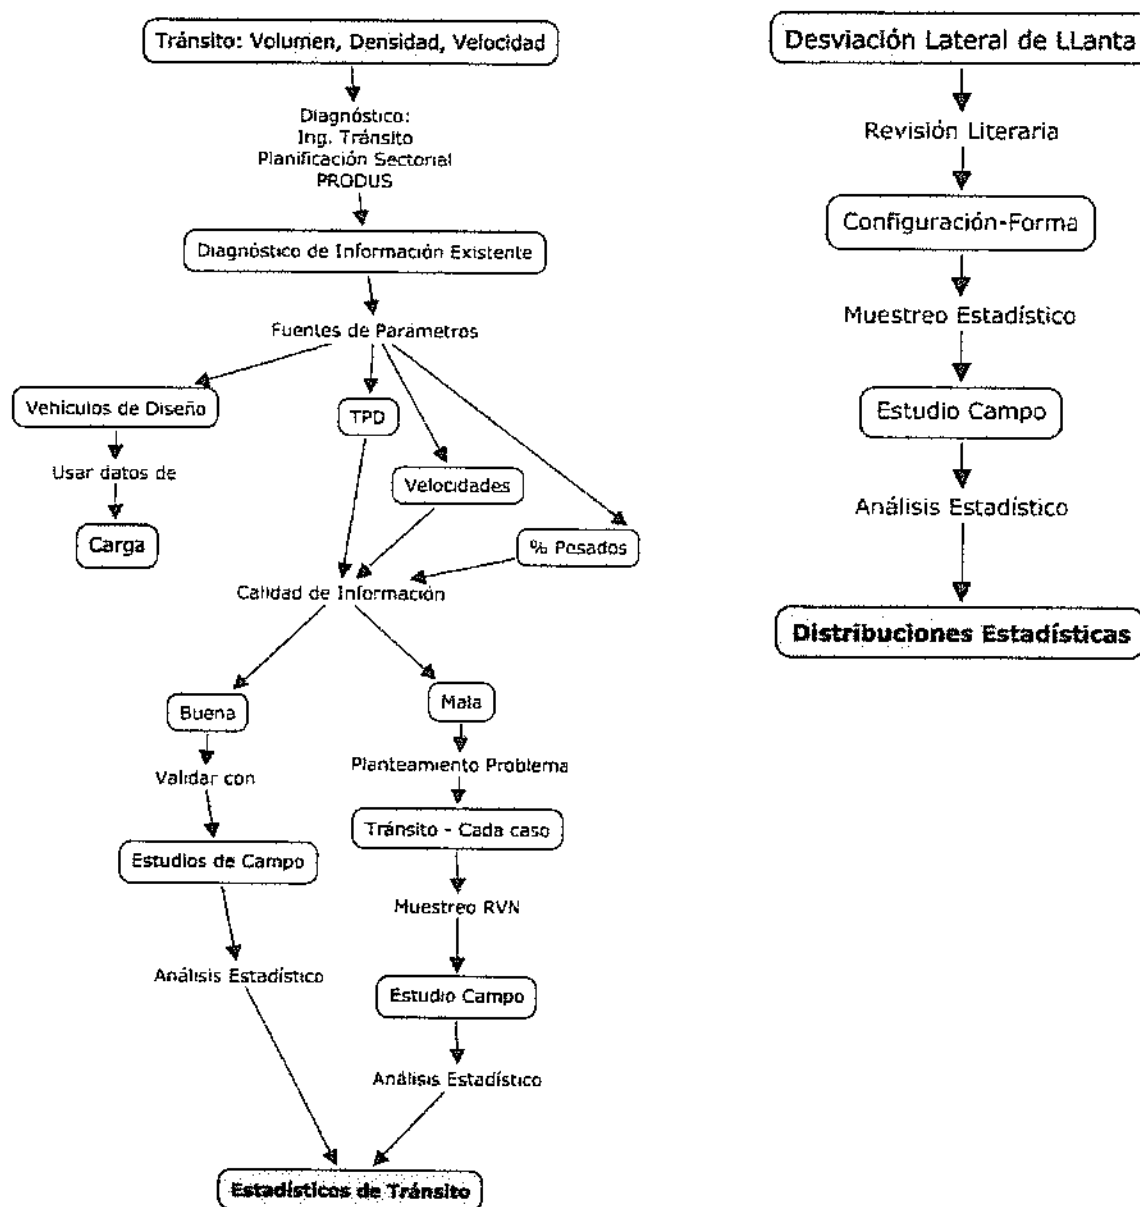 Tránsito: Volumen, Densidad, Velocidad
Diagnóstico:
Ing. Tránsito
Planificación Sectorial
PRODUS
Diagnóstico de Información Existente
Fuentes de Parámetros
Vehículos de Diseño
TPD
Usar datos de
Velocidades
Carga
% Pesados
Calidad de Información
Buena
Mala
Validar con
Planteamiento Problema
Estudios de Campo
Tránsito - Cada caso
Muestreo RVN
Análisis Estadístico
Estudio Campo
Análisis Estadístico
Estadísticos de Tránsito
Desviación Lateral de LLanta
Revisión Literaria
Configuración-Forma
Muestreo Estadístico
Estudio Campo
Análisis Estadístico
Distribuciones Estadísticas